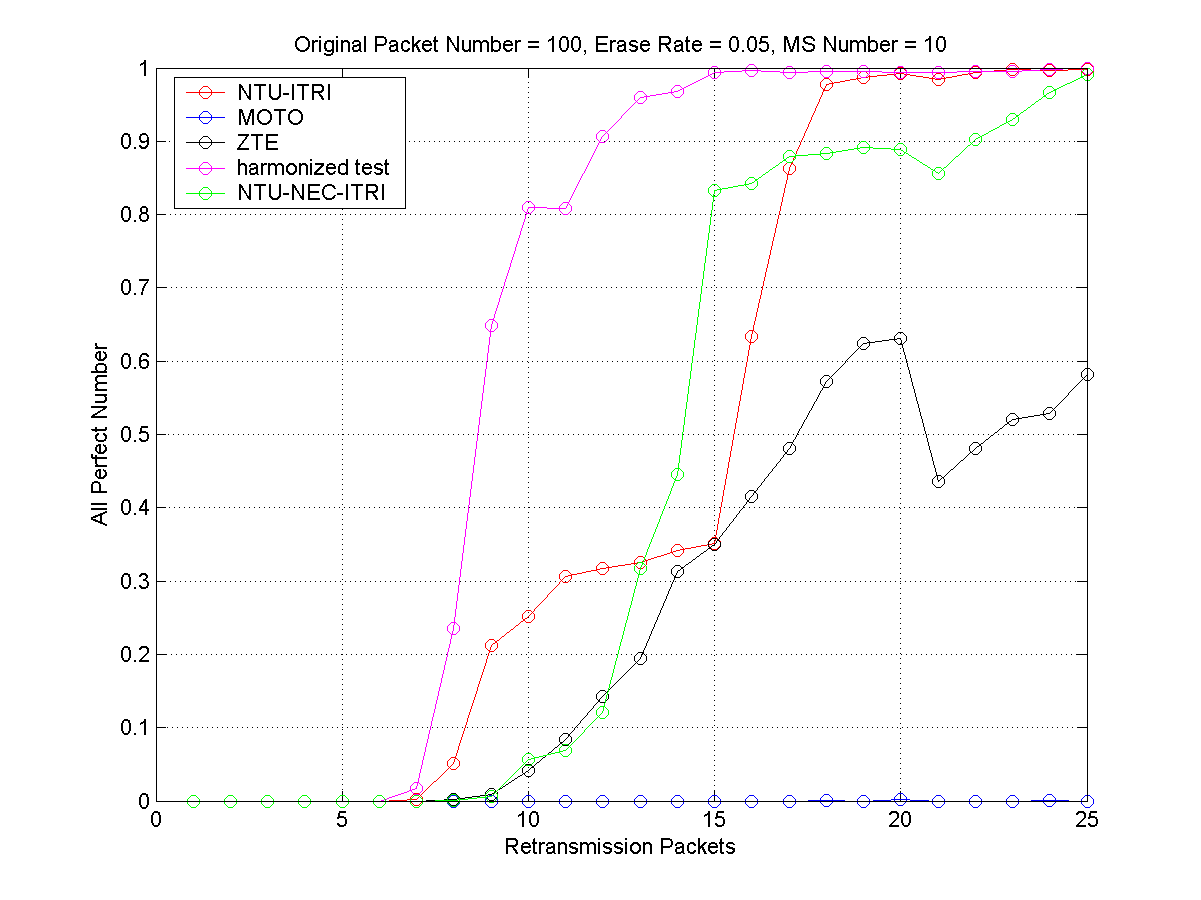 Original Packet Number = 100, Erase Rate = 0.05, MS Number = 10
NTU-ITRI
MOTO
ZTE
harmonized test
NTU-NEC-ITRI
All Perfect Number
1
0.9
0.8
0.7
0.6
0.5
0.4
0.3
0.2
0.1
0
0 5 10 15 20 25
Retransmission Packets